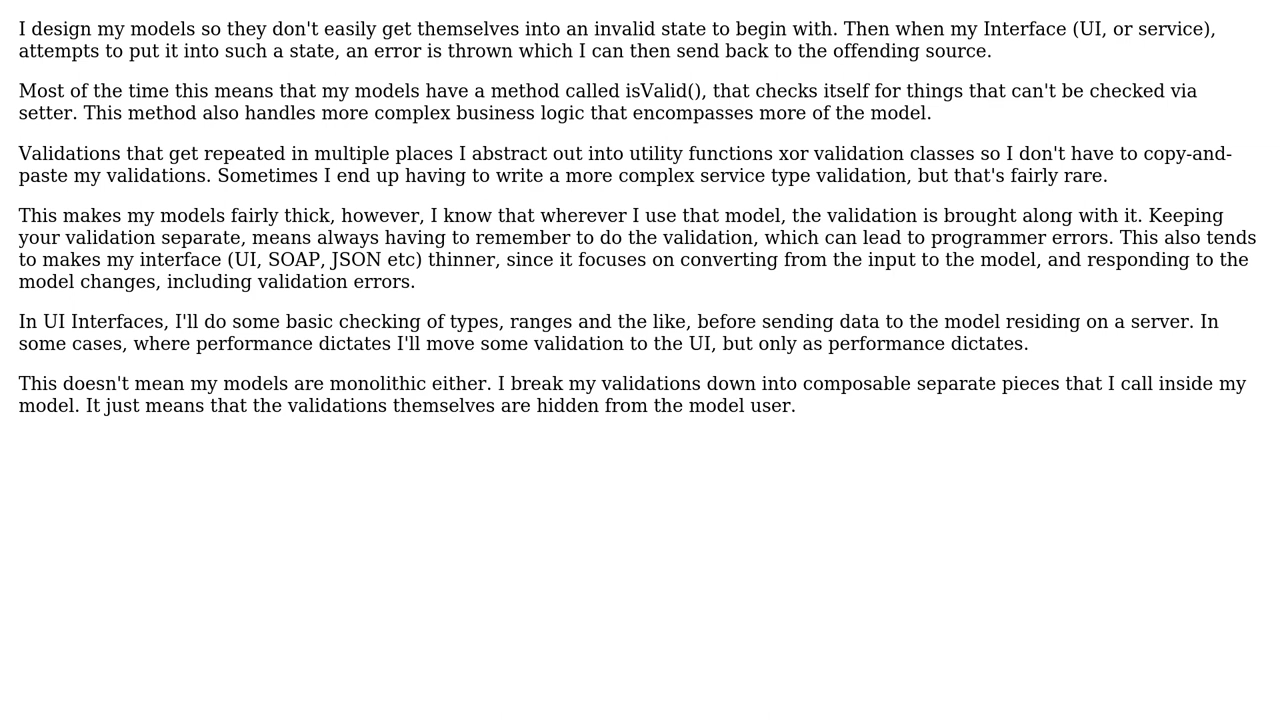 I design my models so they don't easily get themselves into an invalid state to begin with. Then when my Interface (UI, or service),
attempts to put it into such a state, an error is thrown which I can then send back to the offending source.
Most of the time this means that my models have a method called isValid(), that checks itself for things that can't be checked via
setter. This method also handles more complex business logic that encompasses more of the model.
Validations that get repeated in multiple places I abstract out into utility functions xor validation classes so I don't have to copy-and-
paste my validations. Sometimes I end up having to write a more complex service type validation, but that's fairly rare.
This makes my models fairly thick, however, I know that wherever I use that model, the validation is brought along with it. Keeping
your validation separate, means always having to remember to do the validation, which can lead to programmer errors. This also tends
to makes my interface (UI, SOAP, JSON etc) thinner, since it focuses on converting from the input to the model, and responding to the
model changes, including validation errors.
In UI Interfaces, I'll do some basic checking of types, ranges and the like, before sending data to the model residing on a server. In
some cases, where performance dictates I'll move some validation to the UI, but only as performance dictates.
This doesn't mean my models are monolithic either. I break my validations down into composable separate pieces that I call inside my
model. It just means that the validations themselves are hidden from the model user.